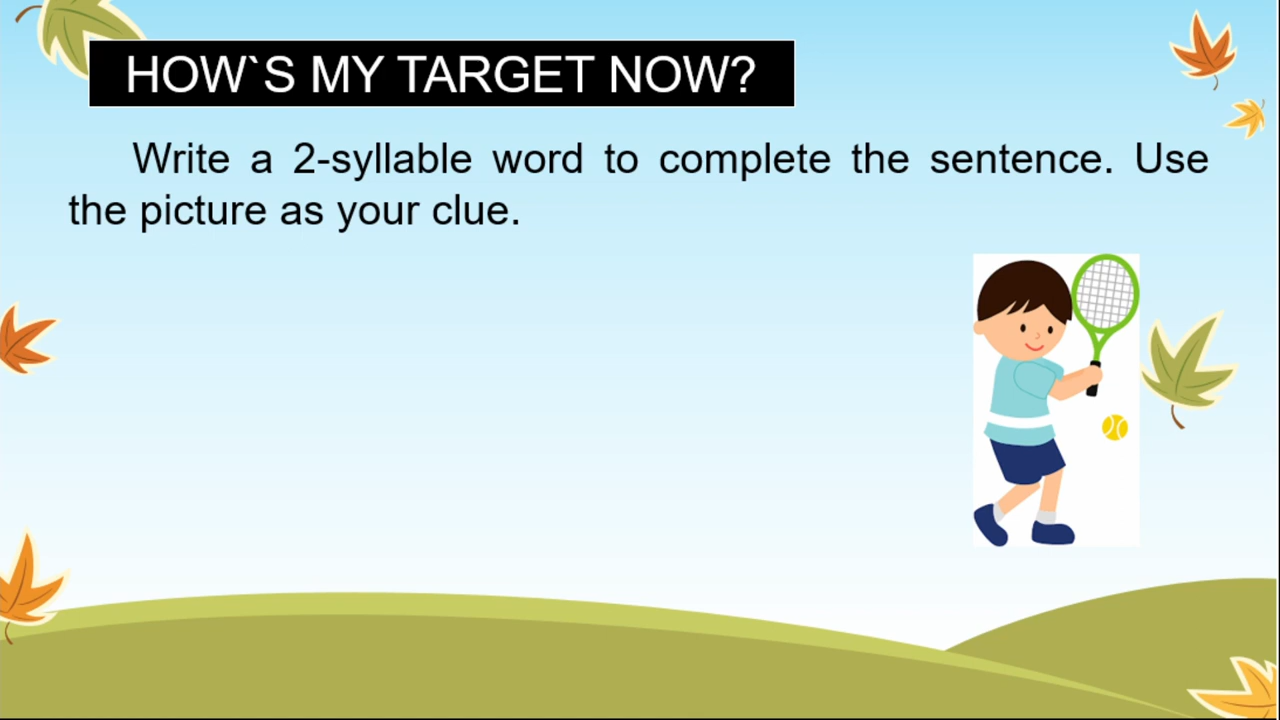 HOW`S MY TARGET NOW?
Write a 2-syllable word to complete the sentence. Use
the picture as your clue.